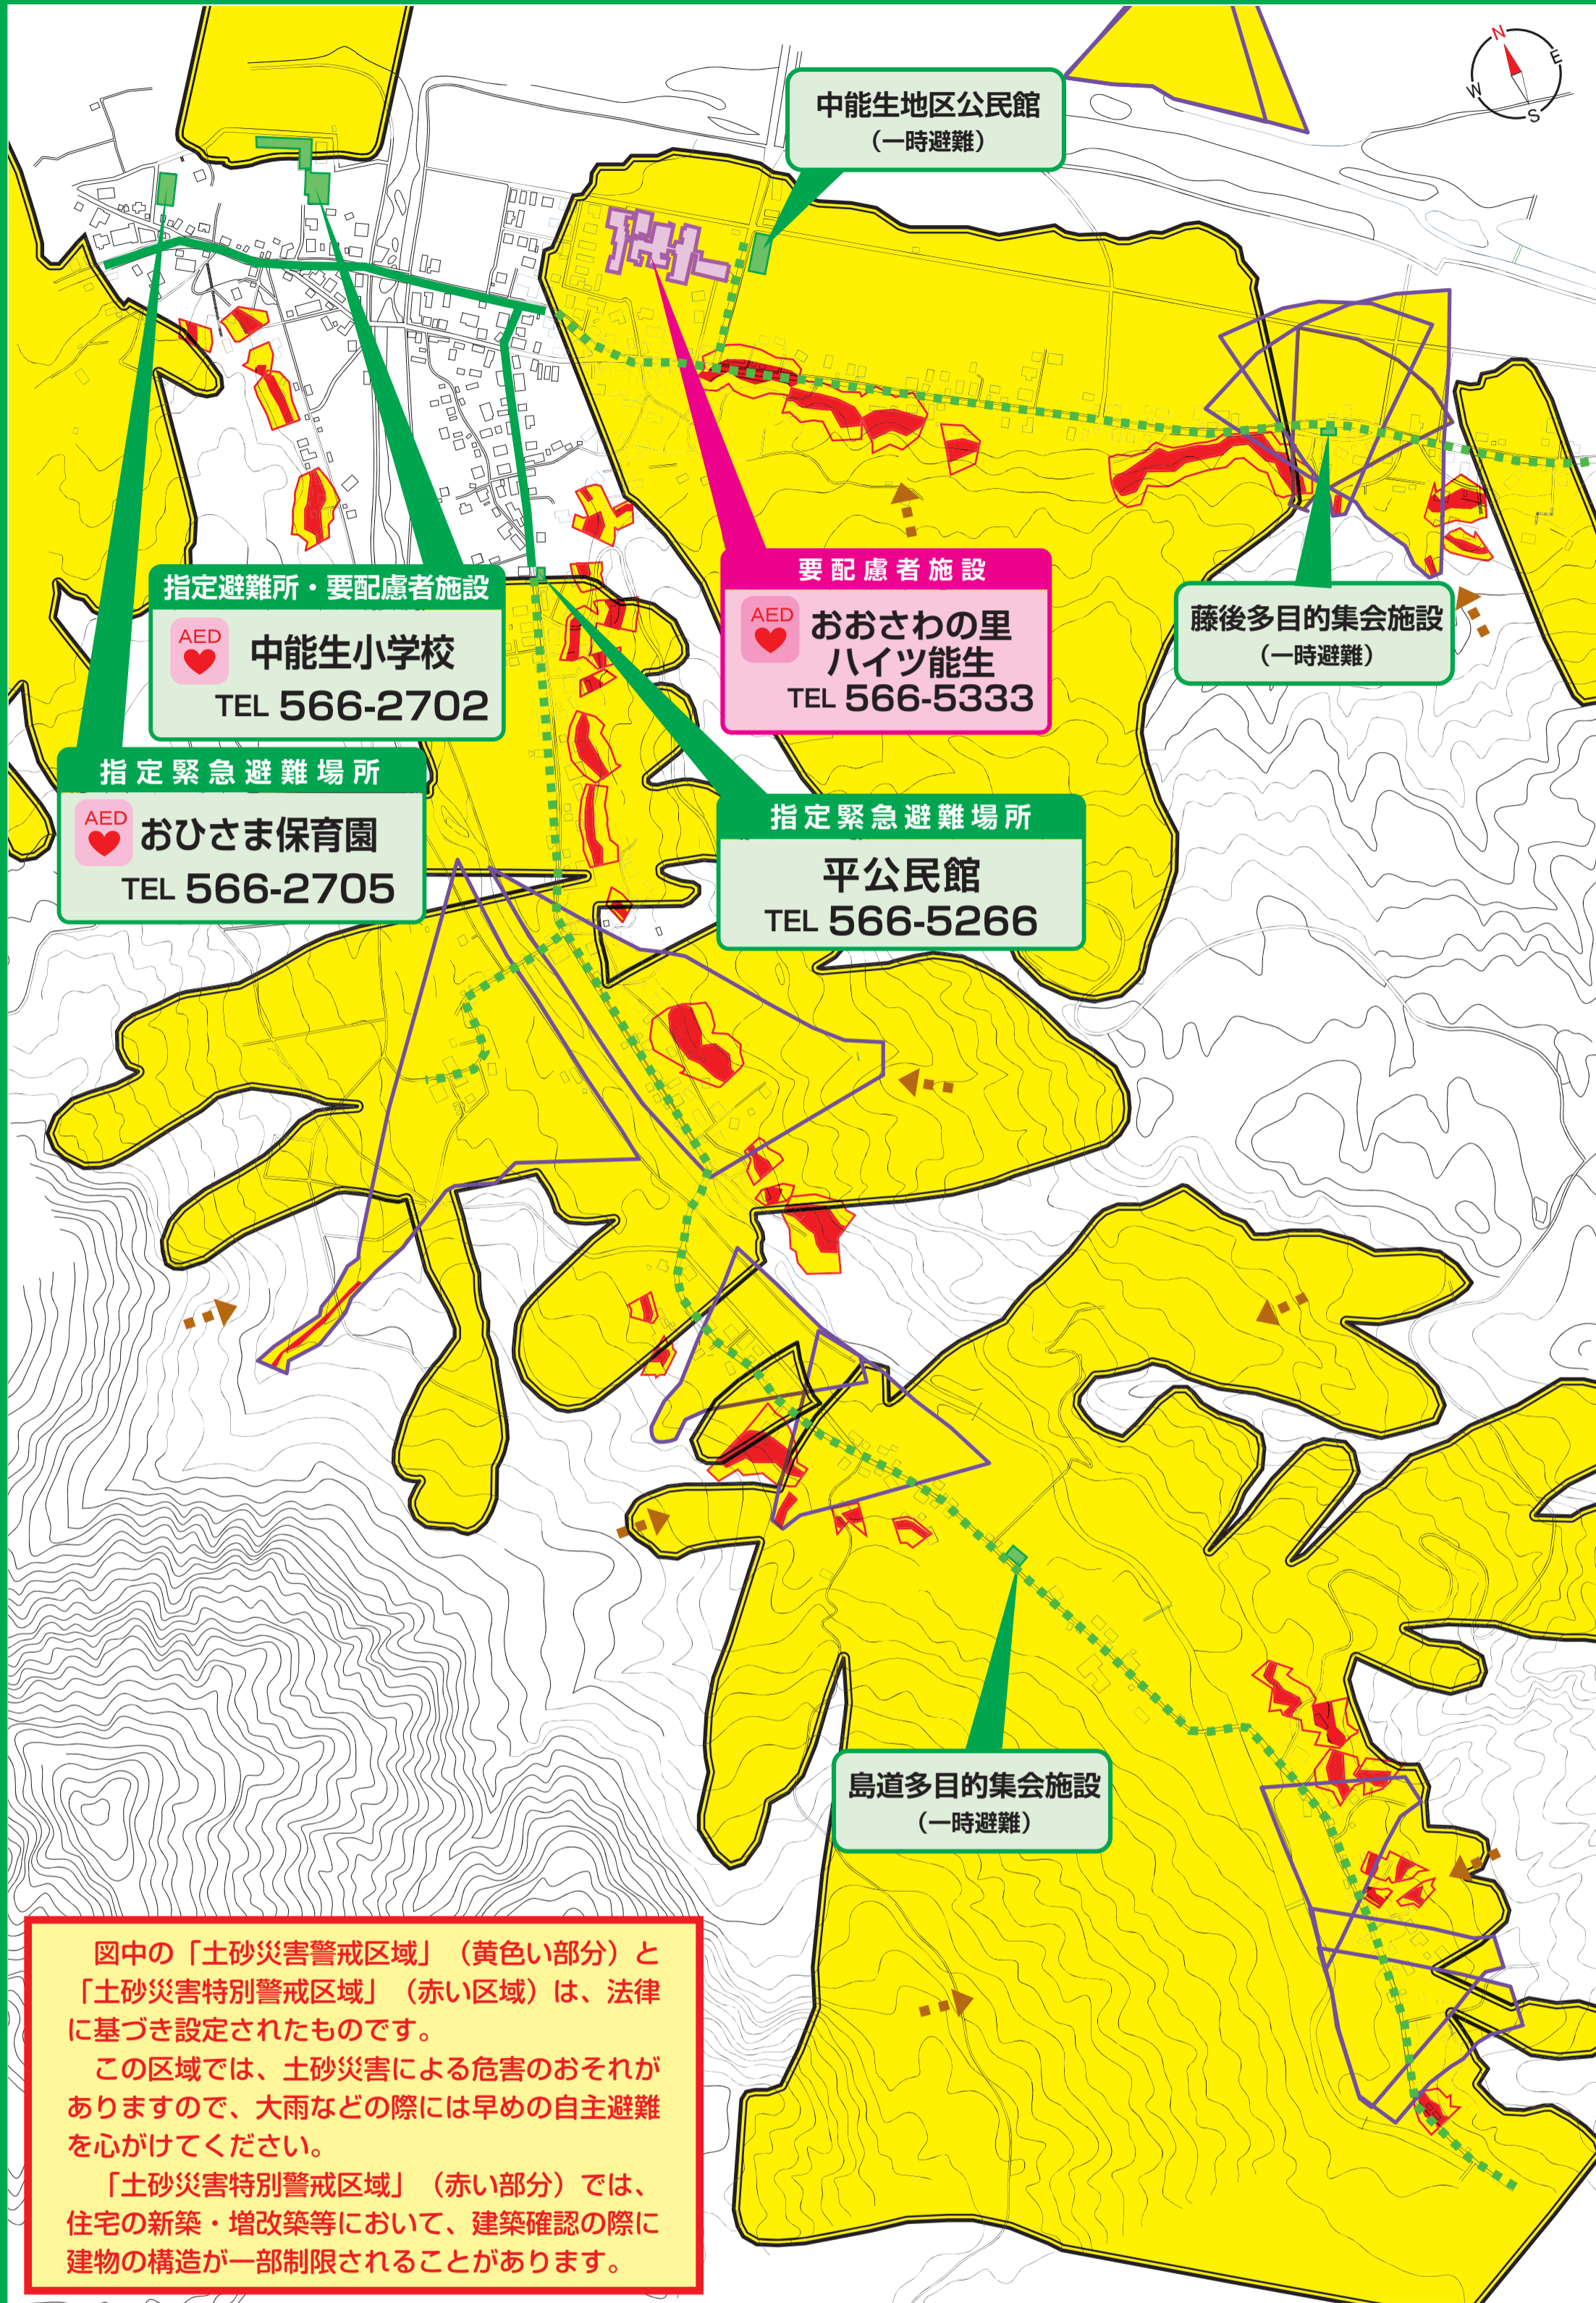 N
E
W
S
中能生地区公民館
（一時避難）
指定避難所・要配慮者施設
AED
中能生小学校
TEL 566-2702
要配慮者施設
AED
おおさわの里
ハイツ能生
TEL 566-5333
藤後多目的集会施設
（一時避難）
指定緊急避難場所
AED
おひさま保育園
TEL 566-2705
指定緊急避難場所
平公民館
TEL 566-5266
島道多目的集会施設
（一時避難）
図中の「土砂災害警戒区域」（黄色い部分）と
「土砂災害特別警戒区域」（赤い区域）は、法律
に基づき設定されたものです。
この区域では、土砂災害による危害のおそれが
ありますので、大雨などの際には早めの自主避難
を心がけてください。
「土砂災害特別警戒区域」（赤い部分）では、
住宅の新築・増改築等において、建築確認の際に
建物の構造が一部制限されることがあります。